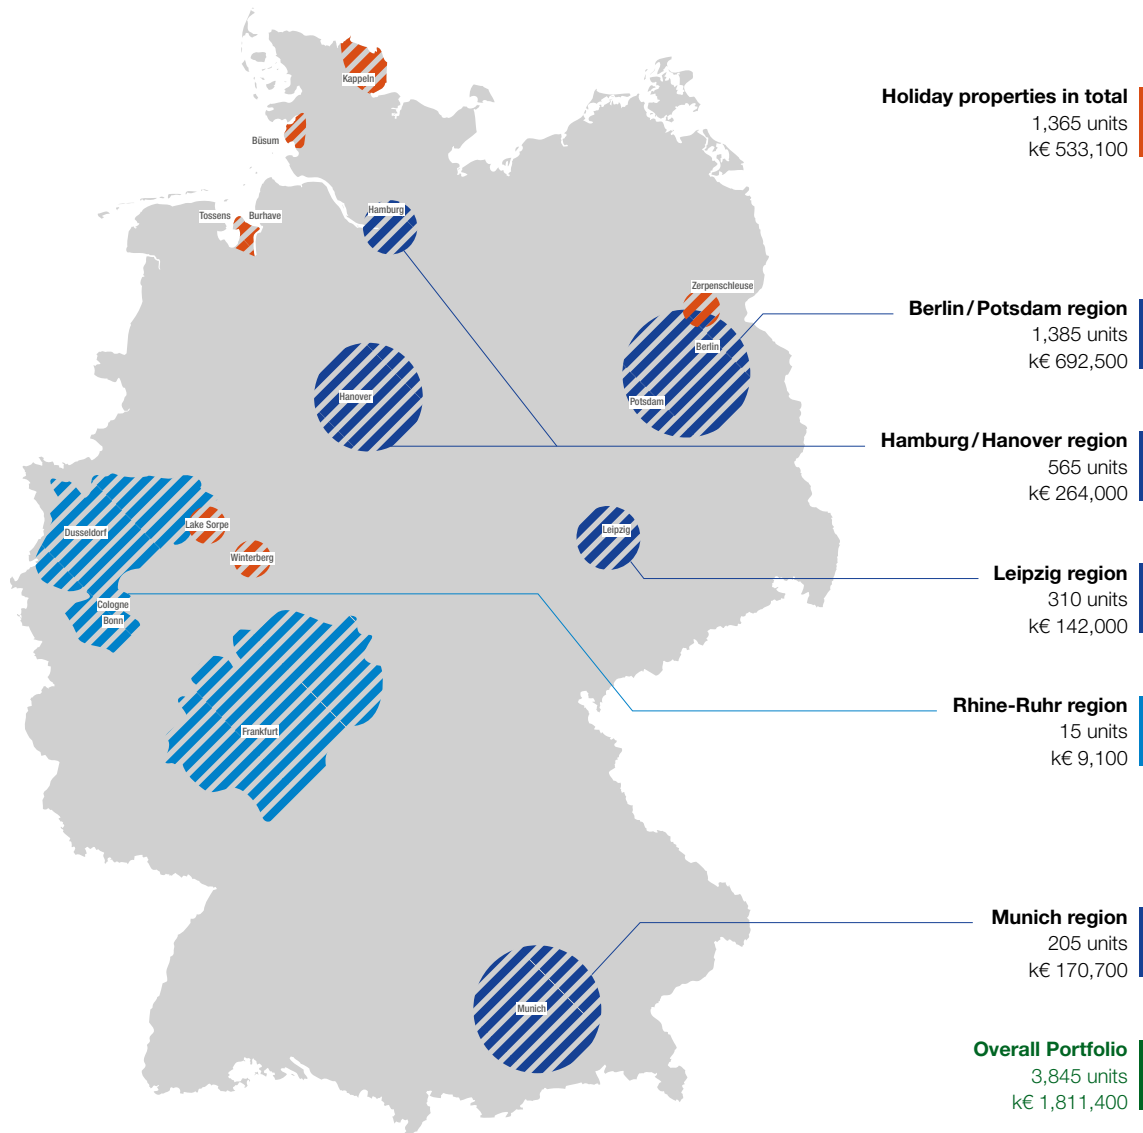 Kappeln
Büsum
Tossens
Burhave
Hamburg
Zerpenschleuse
Berlin
Potsdam
Hanover
Dusseldorf
Lake Sorpe
Winterberg
Leipzig
Cologne
Bonn
Frankfurt
Munich
Holiday properties in total
1,365 units
k€ 533,100
Berlin/Potsdam region
1,385 units
k€ 692,500
Hamburg/Hanover region
565 units
k€ 264,000
Leipzig region
310 units
k€ 142,000
Rhine-Ruhr region
15 units
k€ 9,100
Munich region
205 units
k€ 170,700
Overall Portfolio
3,845 units
k€ 1,811,400